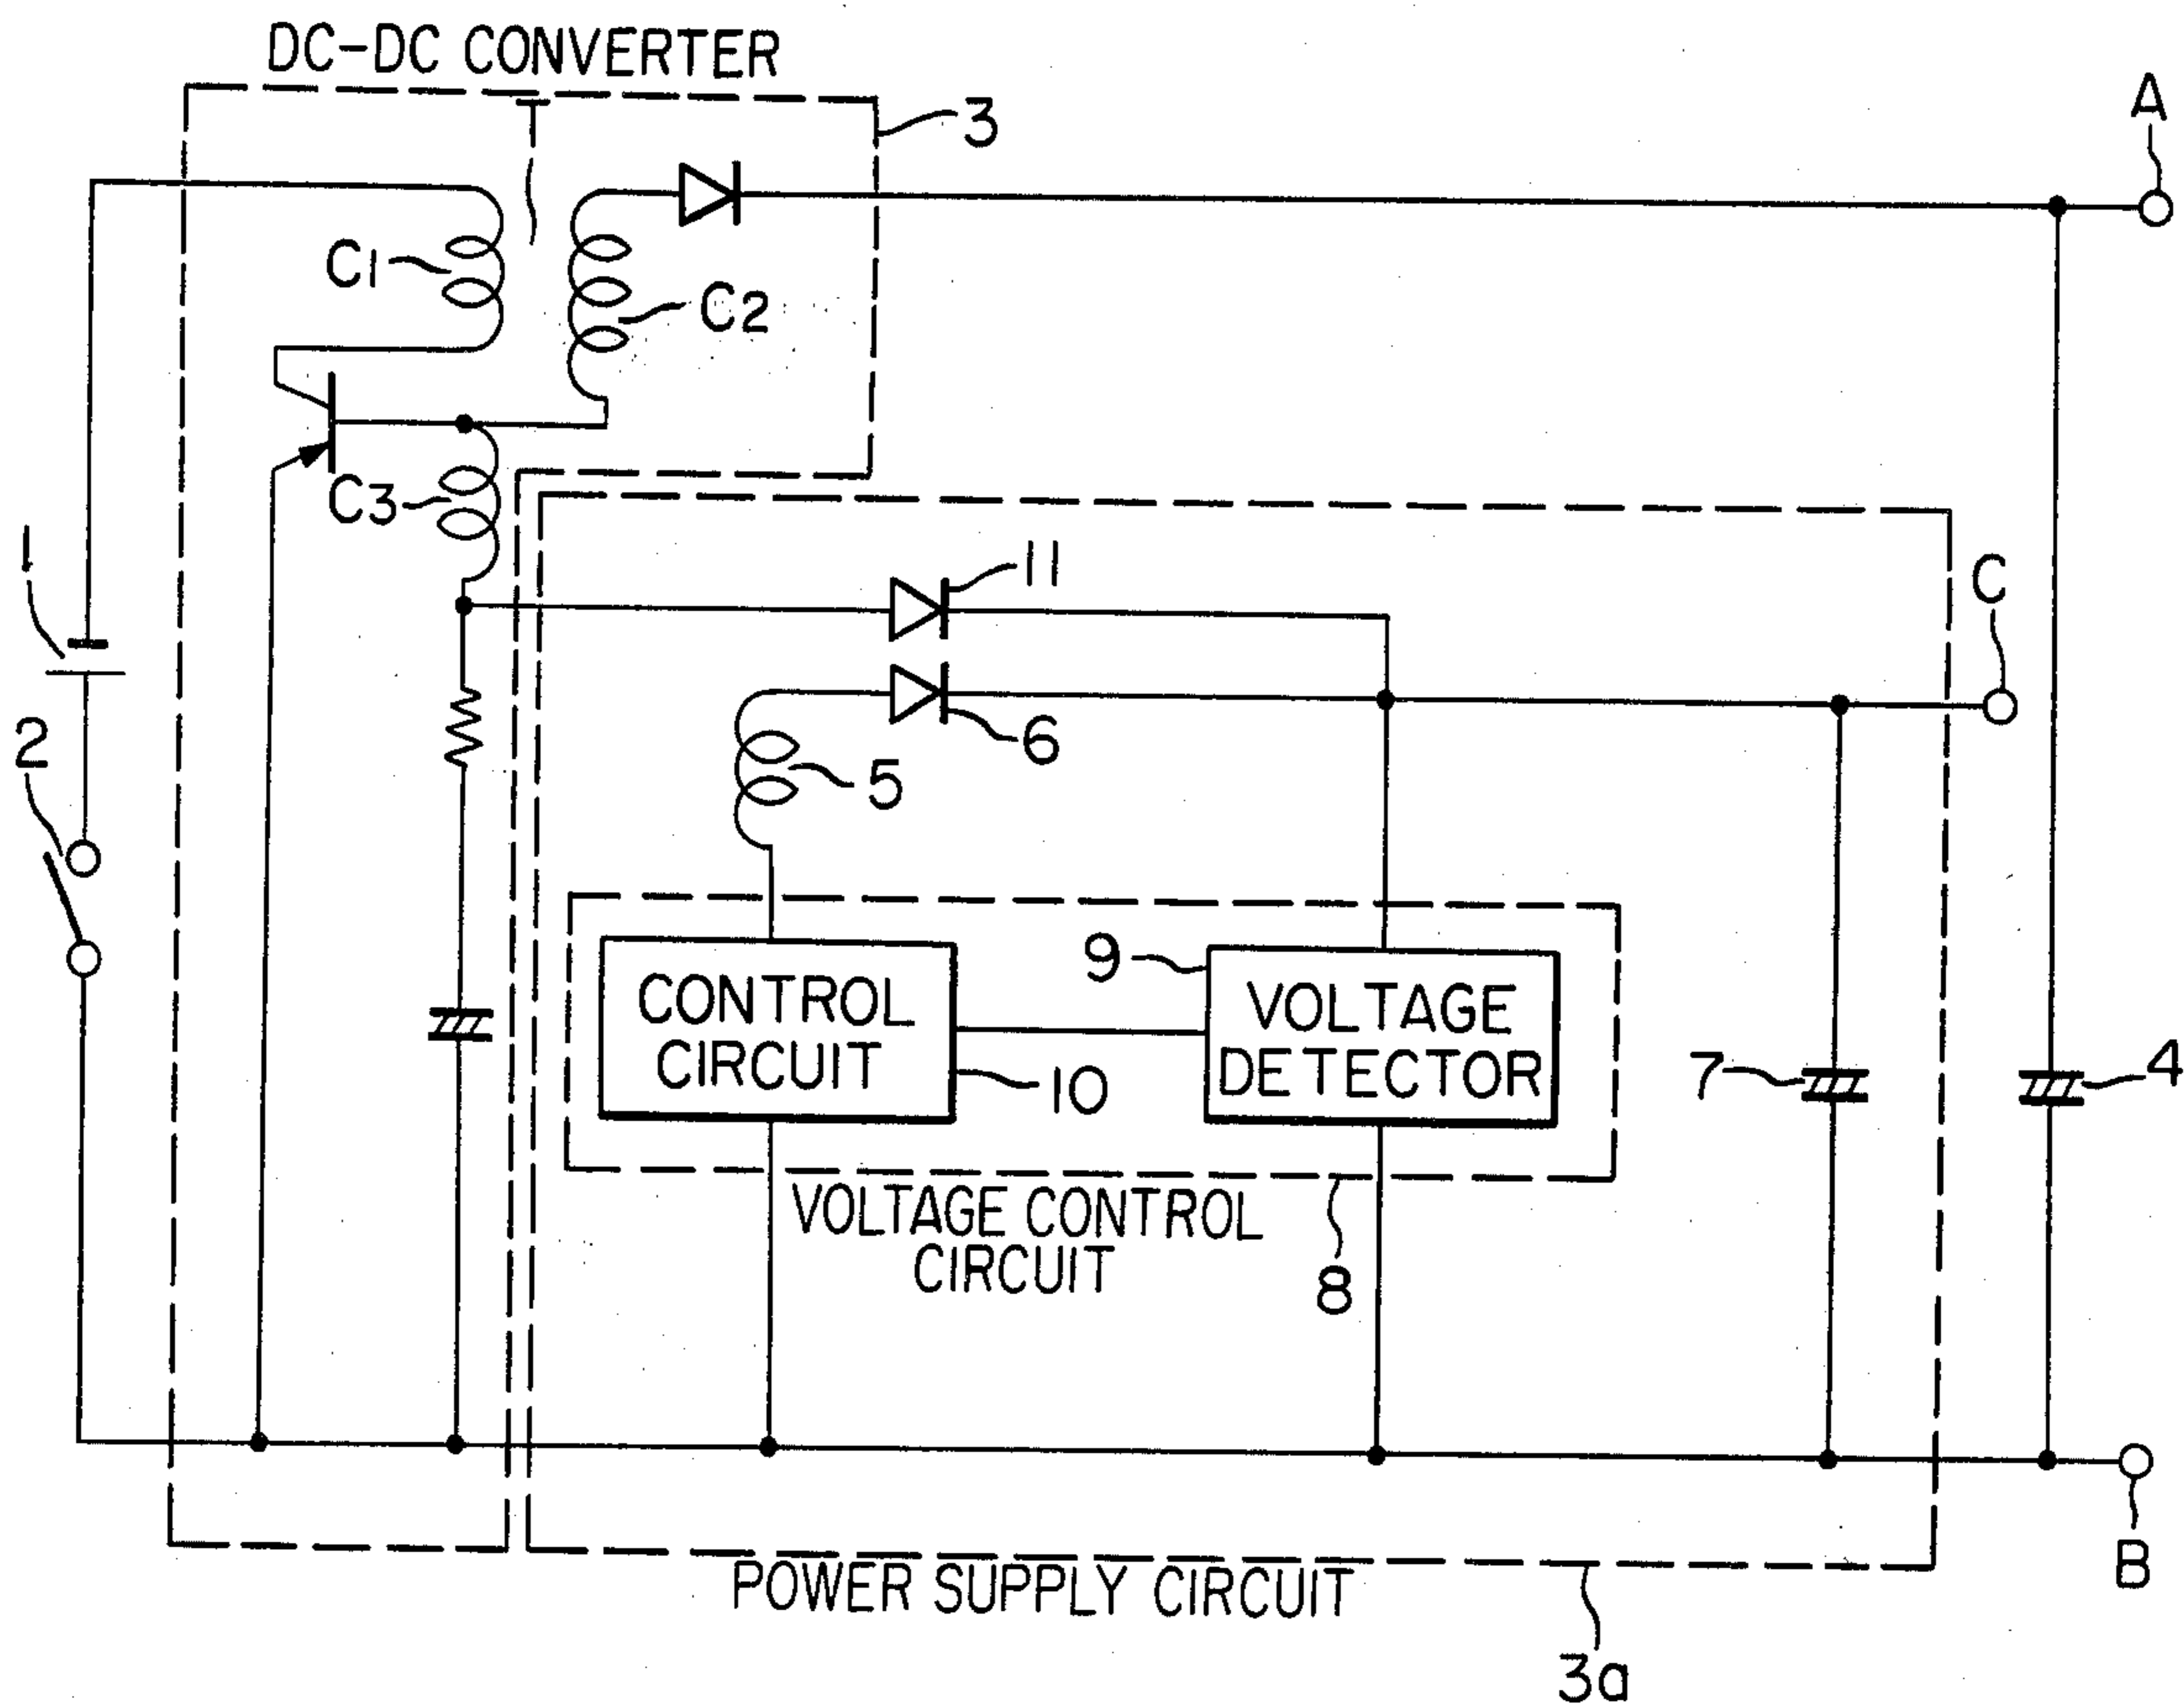 DC-DC CONVERTER
3
A
C1
C2
C3
1
11
C
2
6
5
9
CONTROL
CIRCUIT
VOLTAGE
DETECTOR
10
7
4
VOLTAGE CONTROL
CIRCUIT
8
B
POWER SUPPLY CIRCUIT
3a